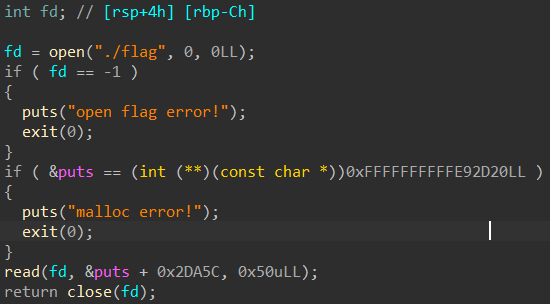 int fd; // [rsp+4h] [rbp-Ch]
fd = open("./flag", 0, 0LL);
if ( fd == -1 )
{
puts("open flag error!");
exit(0);
}
if ( &puts == (int (**)(const char *))0xFFFFFFFFFFE92D20LL )
{
puts("malloc error!");
exit(0);
}
read(fd, &puts + 0x2DA5C, 0x50uLL);
return close(fd);